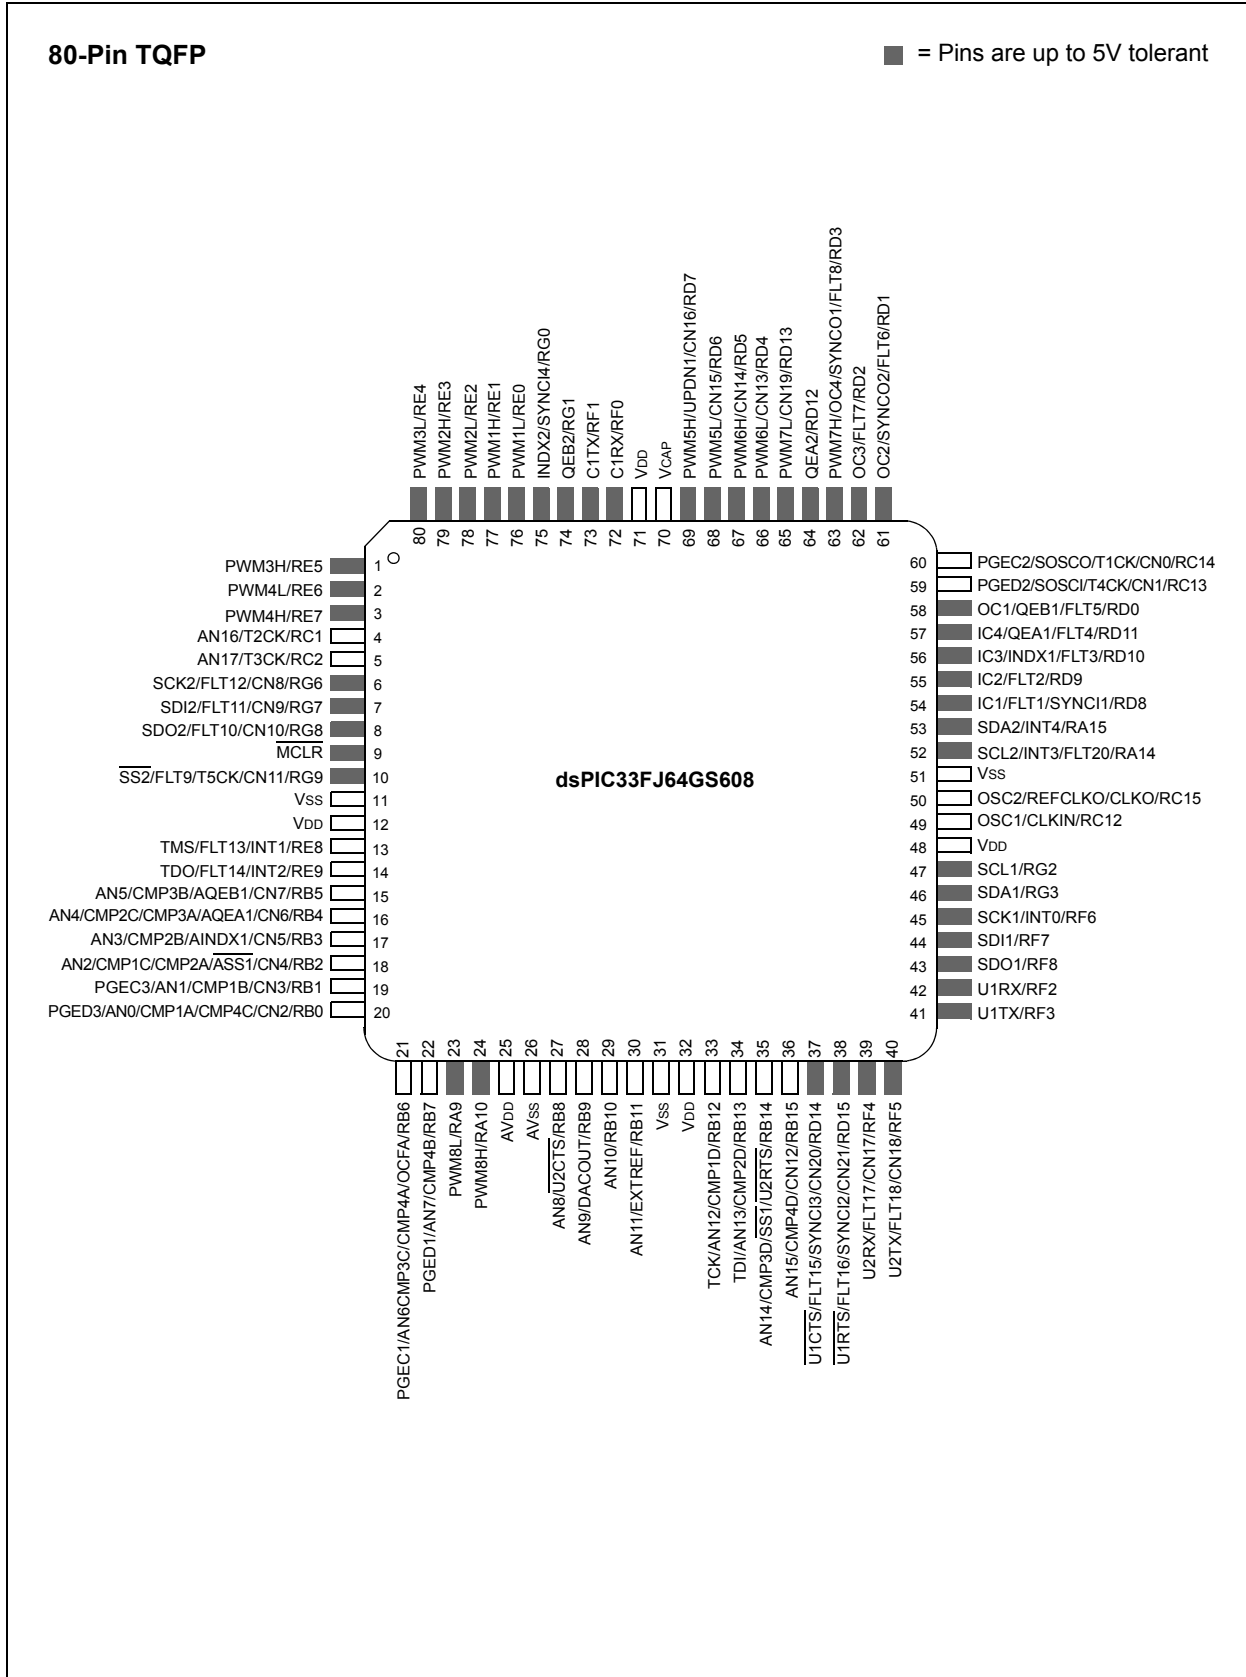 80-Pin TQFP
= Pins are up to 5V tolerant
PWM3L/RE4
PWM2H/RE3
PWM2L/RE2
PWM1H/RE1
PWM1L/RE0
INDX2/SYNCI4/RG0
QEB2/RG1
C1TX/RF1
C1RX/RF0
VDD
VCAP
PWM5H/UPDN1/CN16/RD7
PWM5L/CN15/RD6
PWM6H/CN14/RD5
PWM6L/CN13/RD4
PWM7L/CN19/RD13
QEA2/RD12
PWM7H/OC4/SYNCO1/FLT8/RD3
OC3/FLT7/RD2
OC2/SYNCO2/FLT6/RD1
80 79 78 77 76 75 74 73 72 71 70 69 68 67 66 65 64 63 62 61
PWM3H/RE5 1
PWM4L/RE6 2
PWM4H/RE7 3
AN16/T2CK/RC1 4
AN17/T3CK/RC2 5
SCK2/FLT12/CN8/RG6 6
SDI2/FLT11/CN9/RG7 7
SDO2/FLT10/CN10/RG8 8
MCLR 9
SS2/FLT9/T5CK/CN11/RG9 10
VSS 11
VDD 12
TMS/FLT13/INT1/RE8 13
TDO/FLT14/INT2/RE9 14
AN5/CMP3B/AQEB1/CN7/RB5 15
AN4/CMP2C/CMP3A/AQEA1/CN6/RB4 16
AN3/CMP2B/AINDX1/CN5/RB3 17
AN2/CMP1C/CMP2A/ASS1/CN4/RB2 18
PGEC3/AN1/CMP1B/CN3/RB1 19
PGED3/AN0/CMP1A/CMP4C/CN2/RB0 20
dsPIC33FJ64GS608
60 PGEC2/SOSCO/T1CK/CN0/RC14
59 PGED2/SOSCI/T4CK/CN1/RC13
58 OC1/QEB1/FLT5/RD0
57 IC4/QEA1/FLT4/RD11
56 IC3/INDX1/FLT3/RD10
55 IC2/FLT2/RD9
54 IC1/FLT1/SYNCI1/RD8
53 SDA2/INT4/RA15
52 SCL2/INT3/FLT20/RA14
51 VSS
50 OSC2/REFCLKO/CLKO/RC15
49 OSC1/CLKIN/RC12
48 VDD
47 SCL1/RG2
46 SDA1/RG3
45 SCK1/INT0/RF6
44 SDI1/RF7
43 SDO1/RF8
42 U1RX/RF2
41 U1TX/RF3
21 22 23 24 25 26 27 28 29 30 31 32 33 34 35 36 37 38 39 40
PGEC1/AN6CMP3C/CMP4A/OCFA/RB6
PGED1/AN7/CMP4B/RB7
PWM8L/RA9
PWM8H/RA10
AVDD
AVSS
AN8/U2CTS/RB8
AN9/DACOUT/RB9
AN10/RB10
AN11/EXTREF/RB11
VSS
VDD
TCK/AN12/CMP1D/RB12
TDI/AN13/CMP2D/RB13
AN14/CMP3D/SS1/U2RTS/RB14
AN15/CMP4D/CN12/RB15
U1CTS/FLT15/SYNCI3/CN20/RD14
U1RTS/FLT16/SYNCI2/CN21/RD15
U2RX/FLT17/CN17/RF4
U2TX/FLT18/CN18/RF5